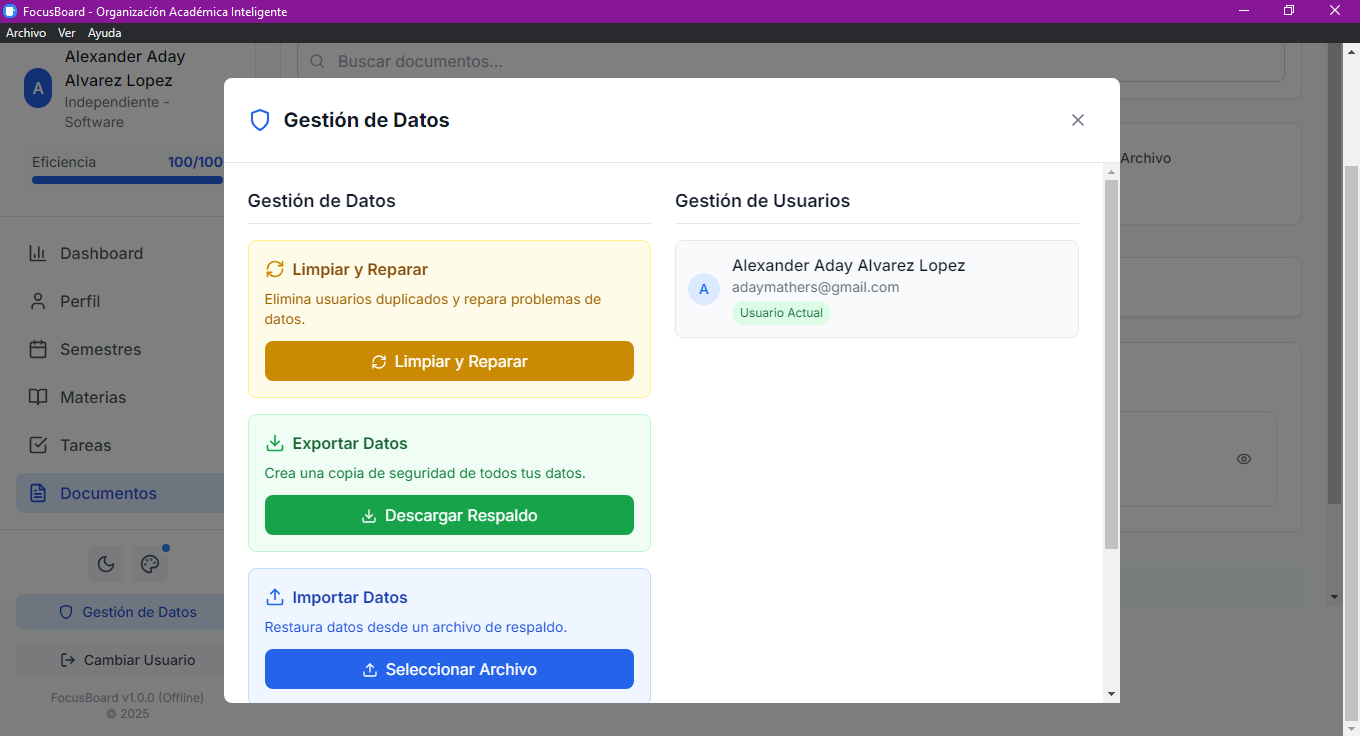 FocusBoard - Organización Académica Inteligente
Archivo Ver Ayuda
Alexander Aday
Alvarez Lopez
Independiente -
Software
A
Eficiencia 100/100
Dashboard
Perfil
Semestres
Materias
Tareas
Documentos
Gestión de Datos
Cambiar Usuario
FocusBoard v1.0.0 (Offline)
© 2025
Buscar documentos...
Archivo
Gestión de Datos
Gestión de Datos
Limpiar y Reparar
Elimina usuarios duplicados y repara problemas de
datos.
Limpiar y Reparar
Exportar Datos
Crea una copia de seguridad de todos tus datos.
Descargar Respaldo
Importar Datos
Restaura datos desde un archivo de respaldo.
Seleccionar Archivo
Gestión de Usuarios
A
Alexander Aday Alvarez Lopez
adaymathers@gmail.com
Usuario Actual